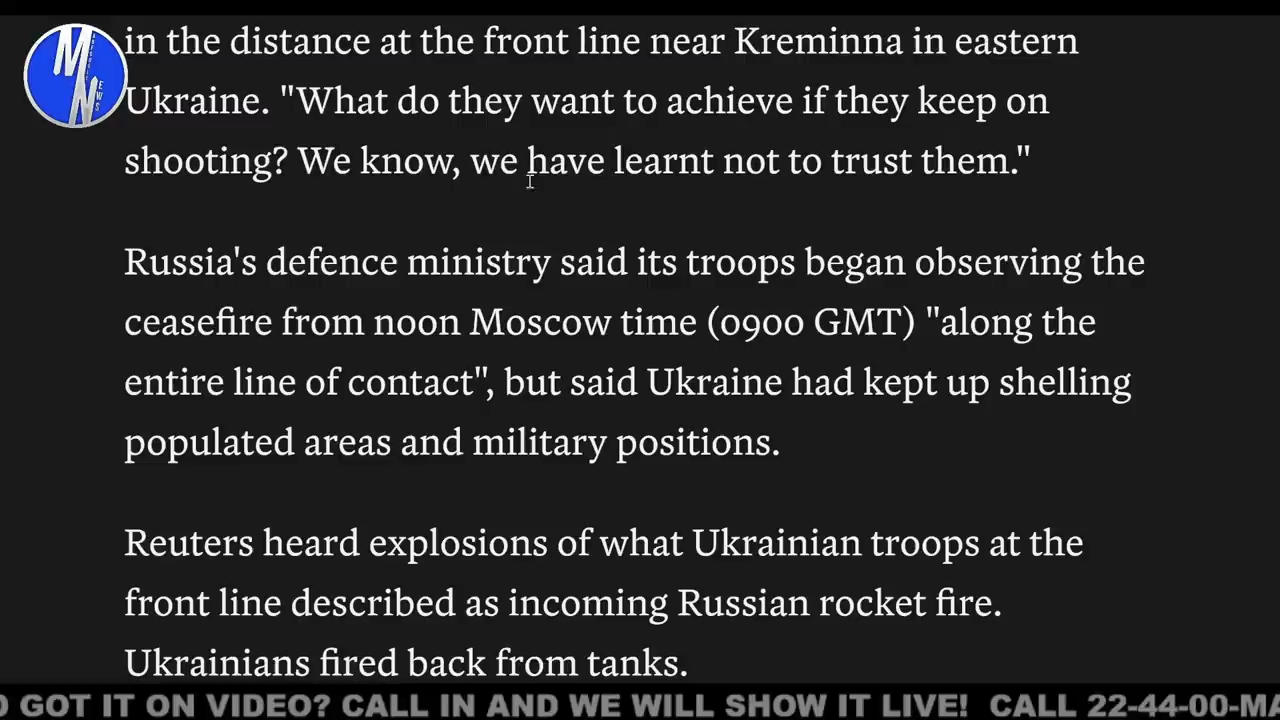 in the distance at the front line near Kreminna in eastern
Ukraine. "What do they want to achieve if they keep on
shooting? We know, we have learnt not to trust them."
Russia's defence ministry said its troops began observing the
ceasefire from noon Moscow time (0900 GMT) "along the
entire line of contact", but said Ukraine had kept up shelling
populated areas and military positions.
Reuters heard explosions of what Ukrainian troops at the
front line described as incoming Russian rocket fire.
Ukrainians fired back from tanks.
GOT IT ON VIDEO? CALL IN AND WE WILL SHOW IT LIVE! CALL 22-44-00-MA